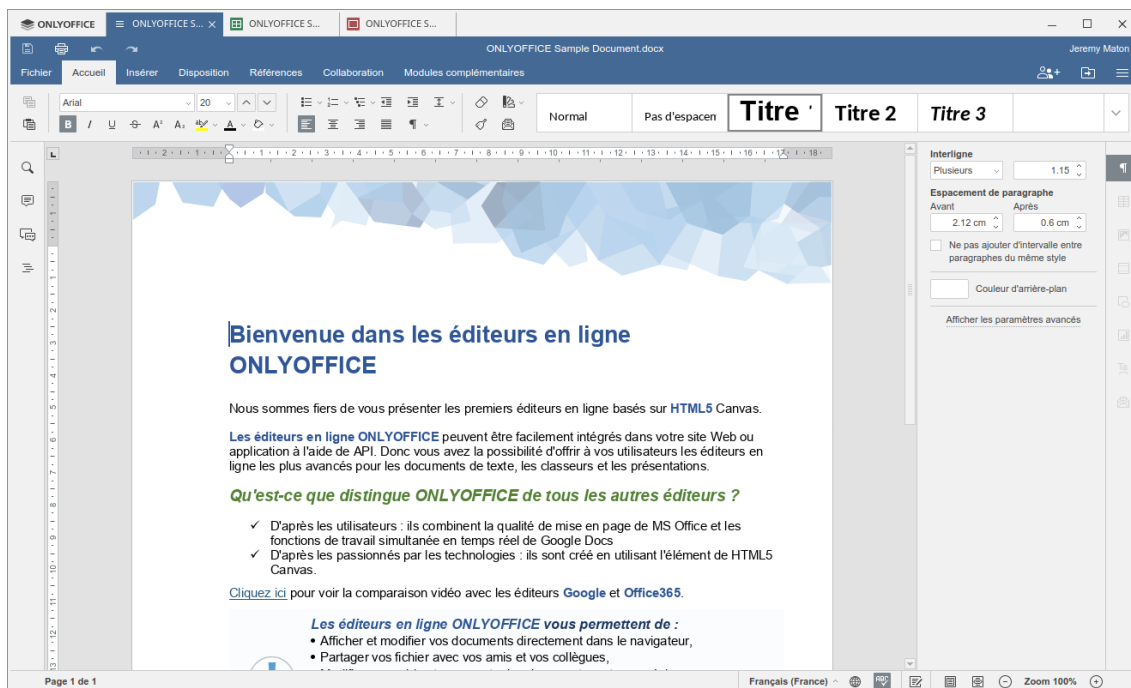 ONLYOFFICE
ONLYOFFICE S...
ONLYOFFICE S...
ONLYOFFICE S...
ONLYOFFICE Sample Document.docx
Jeremy Maton
Fichier Accueil Insérer Disposition Références Collaboration Modules complémentaires
Arial 20
Normal Pas d'espacem Titre Titre 2 Titre 3
Interligne
Plusieurs 1.15
Espacement de paragraphe
Avant Après
2.12 cm 0.6 cm
Ne pas ajouter d'intervalle entre
paragraphes du même style
Couleur d'arrière-plan
Afficher les paramètres avancés
Bienvenue dans les éditeurs en ligne
ONLYOFFICE
Nous sommes fiers de vous présenter les premiers éditeurs en ligne basés sur HTML5 Canvas.
Les éditeurs en ligne ONLYOFFICE peuvent être facilement intégrés dans votre site Web ou
application à l'aide de API. Donc vous avez la possibilité d'offrir à vos utilisateurs les éditeurs en
ligne les plus avancés pour les documents de texte, les classeurs et les présentations.
Qu'est-ce que distingue ONLYOFFICE de tous les autres éditeurs ?
✓ D'après les utilisateurs : ils combinent la qualité de mise en page de MS Office et les
fonctions de travail simultanée en temps réel de Google Docs
✓ D'après les passionnés par les technologies : ils sont créé en utilisant l'élément de HTML5
Canvas.
Cliquez ici pour voir la comparaison vidéo avec les éditeurs Google et Office365.
Les éditeurs en ligne ONLYOFFICE vous permettent de :
• Afficher et modifier vos documents directement dans le navigateur,
• Partager vos fichier avec vos amis et vos collègues,
Page 1 de 1
Français (France)
Zoom 100%